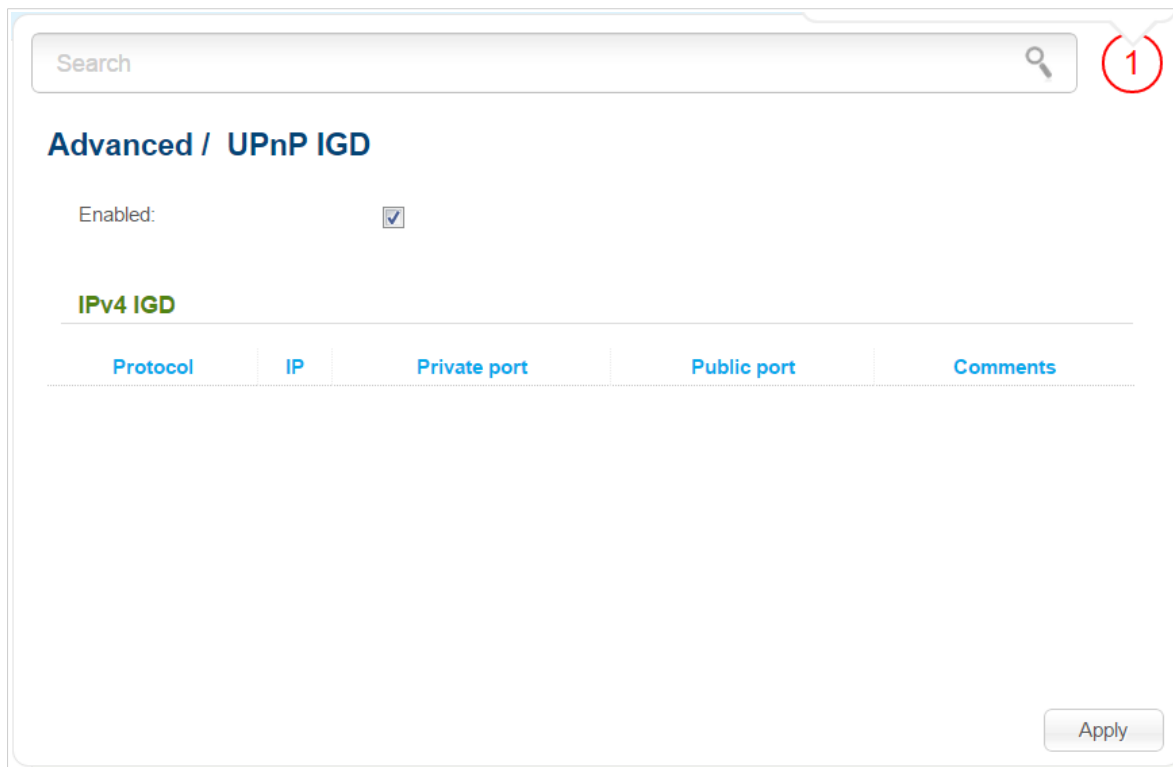 Search
1
Advanced / UPnP IGD
Enabled:
IPv4 IGD
Protocol IP Private port Public port Comments
Apply